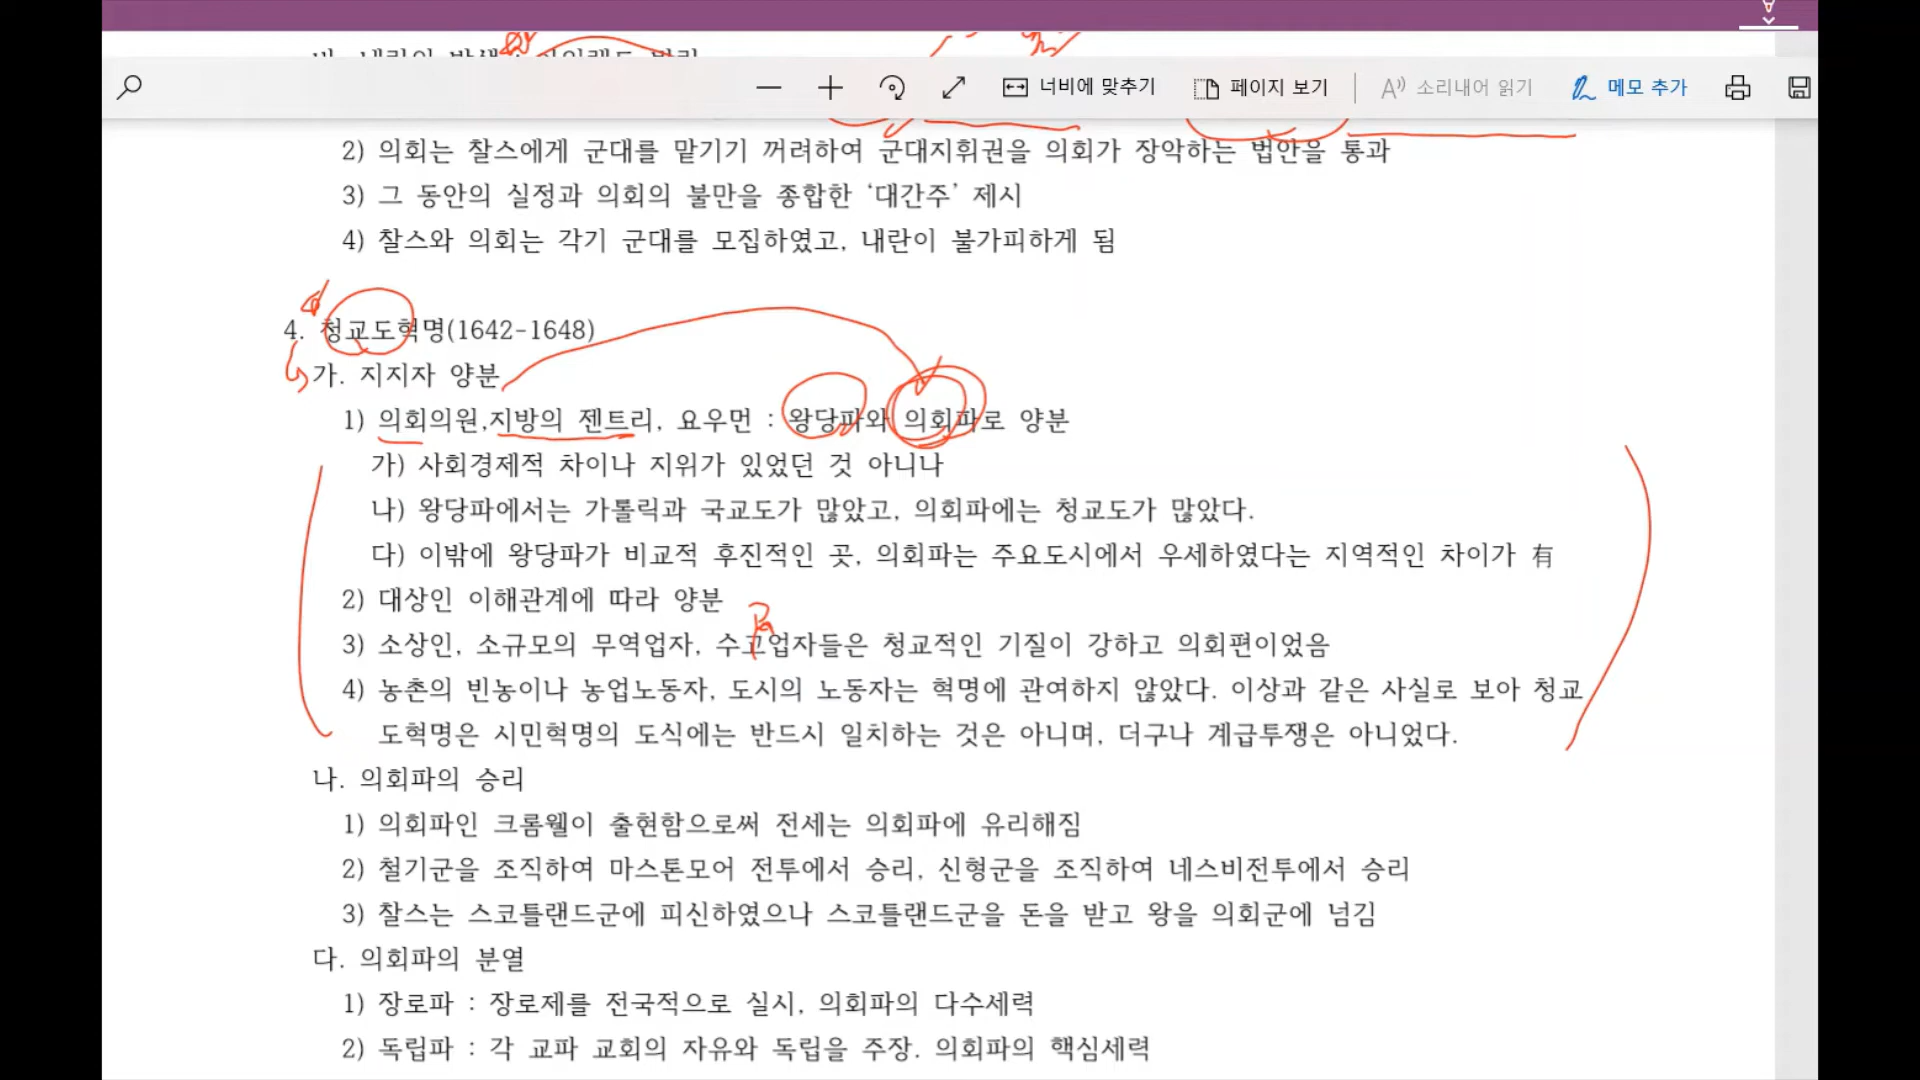 너비에 맞추기 페이지 보기 소리내어 읽기 메모 추가
2) 의회는 찰스에게 군대를 맡기기 꺼려하여 군대지휘권을 의회가 장악하는 법안을 통과
3) 그 동안의 실정과 의회의 불만을 종합한 ‘대간주’ 제시
4) 찰스와 의회는 각기 군대를 모집하였고, 내란이 불가피하게 됨
4. 청교도혁명(1642-1648)
가. 지지자 양분
1) 의회의원,지방의 젠트리, 요우먼 : 왕당파와 의회파로 양분
가) 사회경제적 차이나 지위가 있었던 것 아니나
나) 왕당파에서는 가톨릭과 국교도가 많았고, 의회파에는 청교도가 많았다.
다) 이밖에 왕당파가 비교적 후진적인 곳, 의회파는 주요도시에서 우세하였다는 지역적인 차이가 有
2) 대상인 이해관계에 따라 양분
3) 소상인, 소규모의 무역업자, 수고업자들은 청교적인 기질이 강하고 의회편이었음
4) 농촌의 빈농이나 농업노동자, 도시의 노동자는 혁명에 관여하지 않았다. 이상과 같은 사실로 보아 청교
도혁명은 시민혁명의 도식에는 반드시 일치하는 것은 아니며, 더구나 계급투쟁은 아니었다.
나. 의회파의 승리
1) 의회파인 크롬웰이 출현함으로써 전세는 의회파에 유리해짐
2) 철기군을 조직하여 마스톤모어 전투에서 승리, 신형군을 조직하여 네스비전투에서 승리
3) 찰스는 스코틀랜드군에 피신하였으나 스코틀랜드군을 돈을 받고 왕을 의회군에 넘김
다. 의회파의 분열
1) 장로파 : 장로제를 전국적으로 실시, 의회파의 다수세력
2) 독립파 : 각 교파 교회의 자유와 독립을 주장. 의회파의 핵심세력